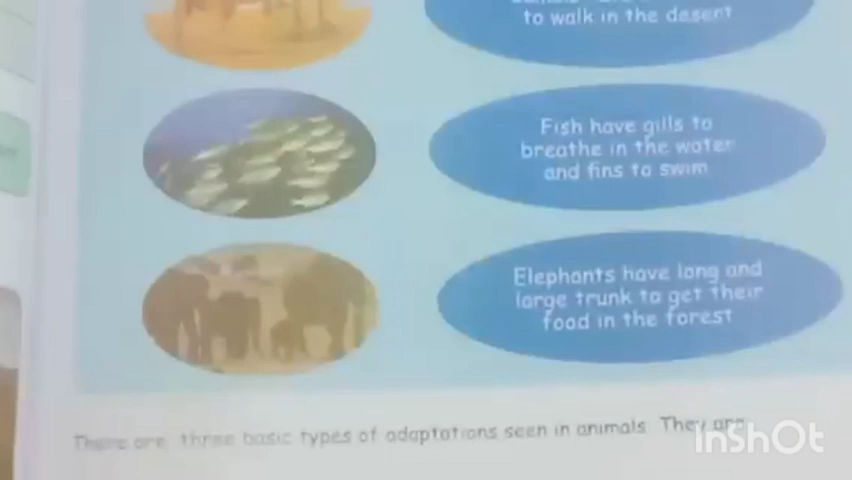 to walk in the desert
Fish have gills to
breathe in the water
and fins to swim
Elephants have long and
large trunk to get their
food in the forest
There are three basic types of adaptations seen in animals. They are
InShOt